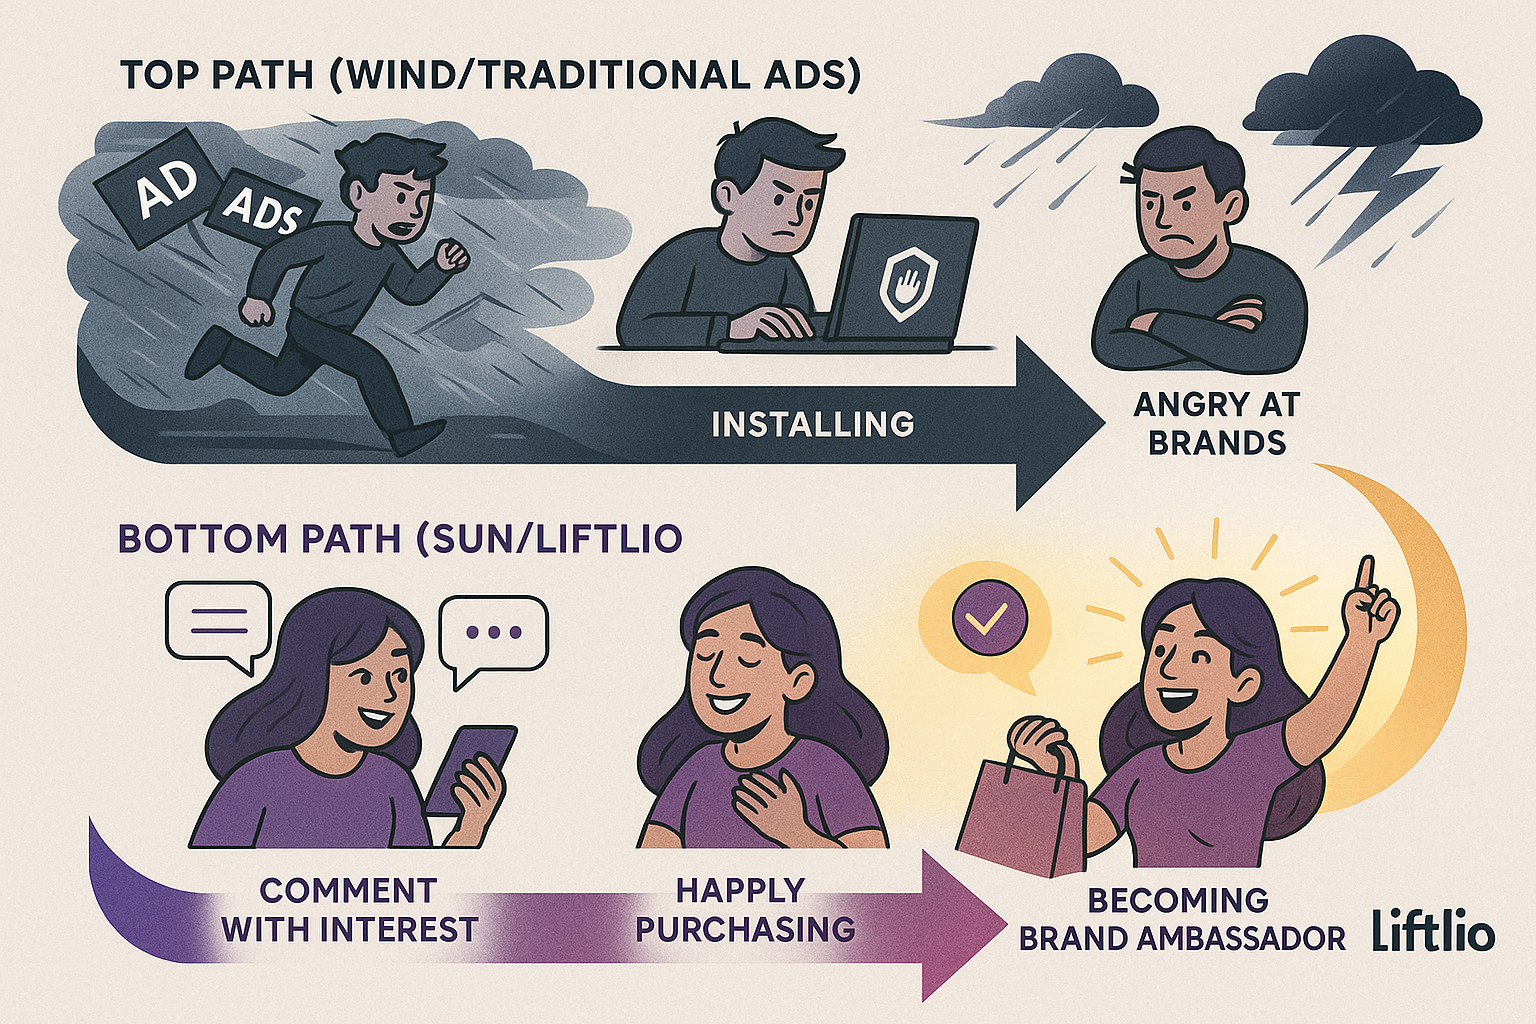 TOP PATH (WIND/TRADITIONAL ADS)
AD
ADS
INSTALLING
ANGRY AT
BRANDS
BOTTOM PATH (SUN/LIFTLIO
COMMENT
WITH INTEREST
HAPPLY
PURCHASING
BECOMING
BRAND AMBASSADOR
Liftlio